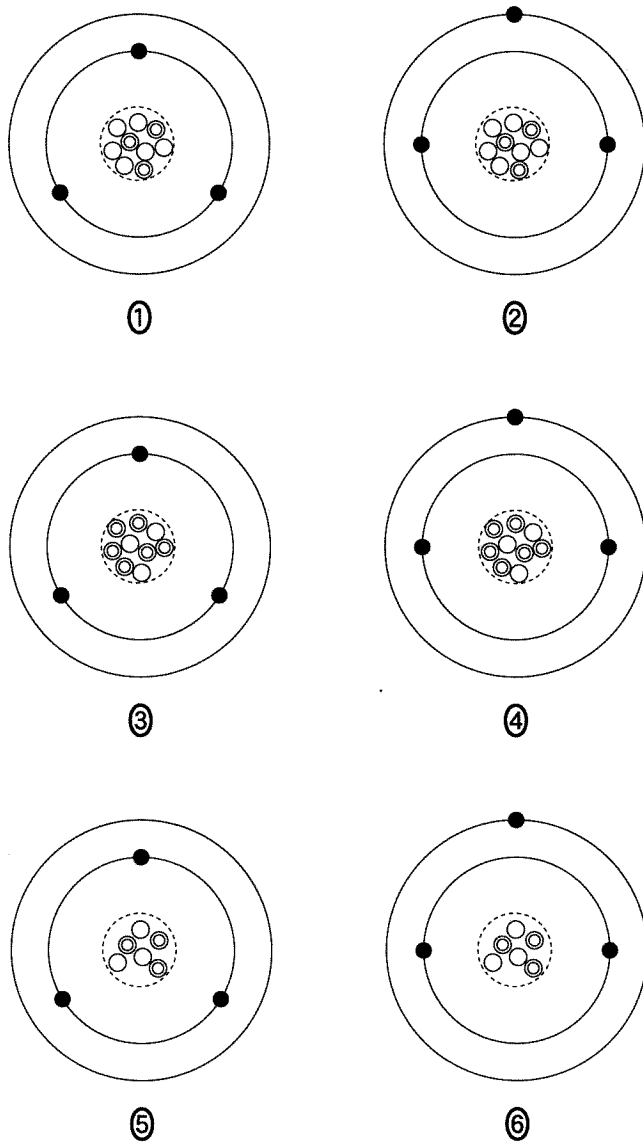 ① ②
③ ④
⑤ ⑥